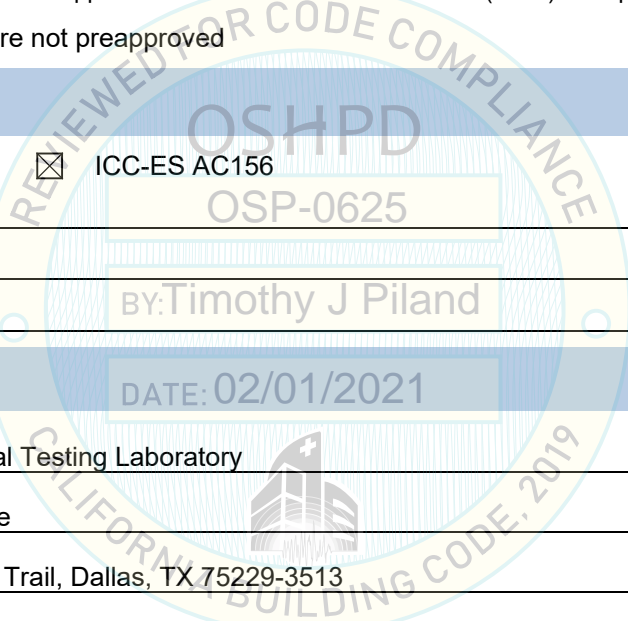 re not preapproved
REVIEWED FOR CODE COMPLIANCE
OSHPD
ICC-ES AC156
OSP-0625
BY: Timothy J Piland
DATE: 02/01/2021
al Testing Laboratory
e
Trail, Dallas, TX 75229-3513
CALIFORNIA BUILDING CODE, 2019